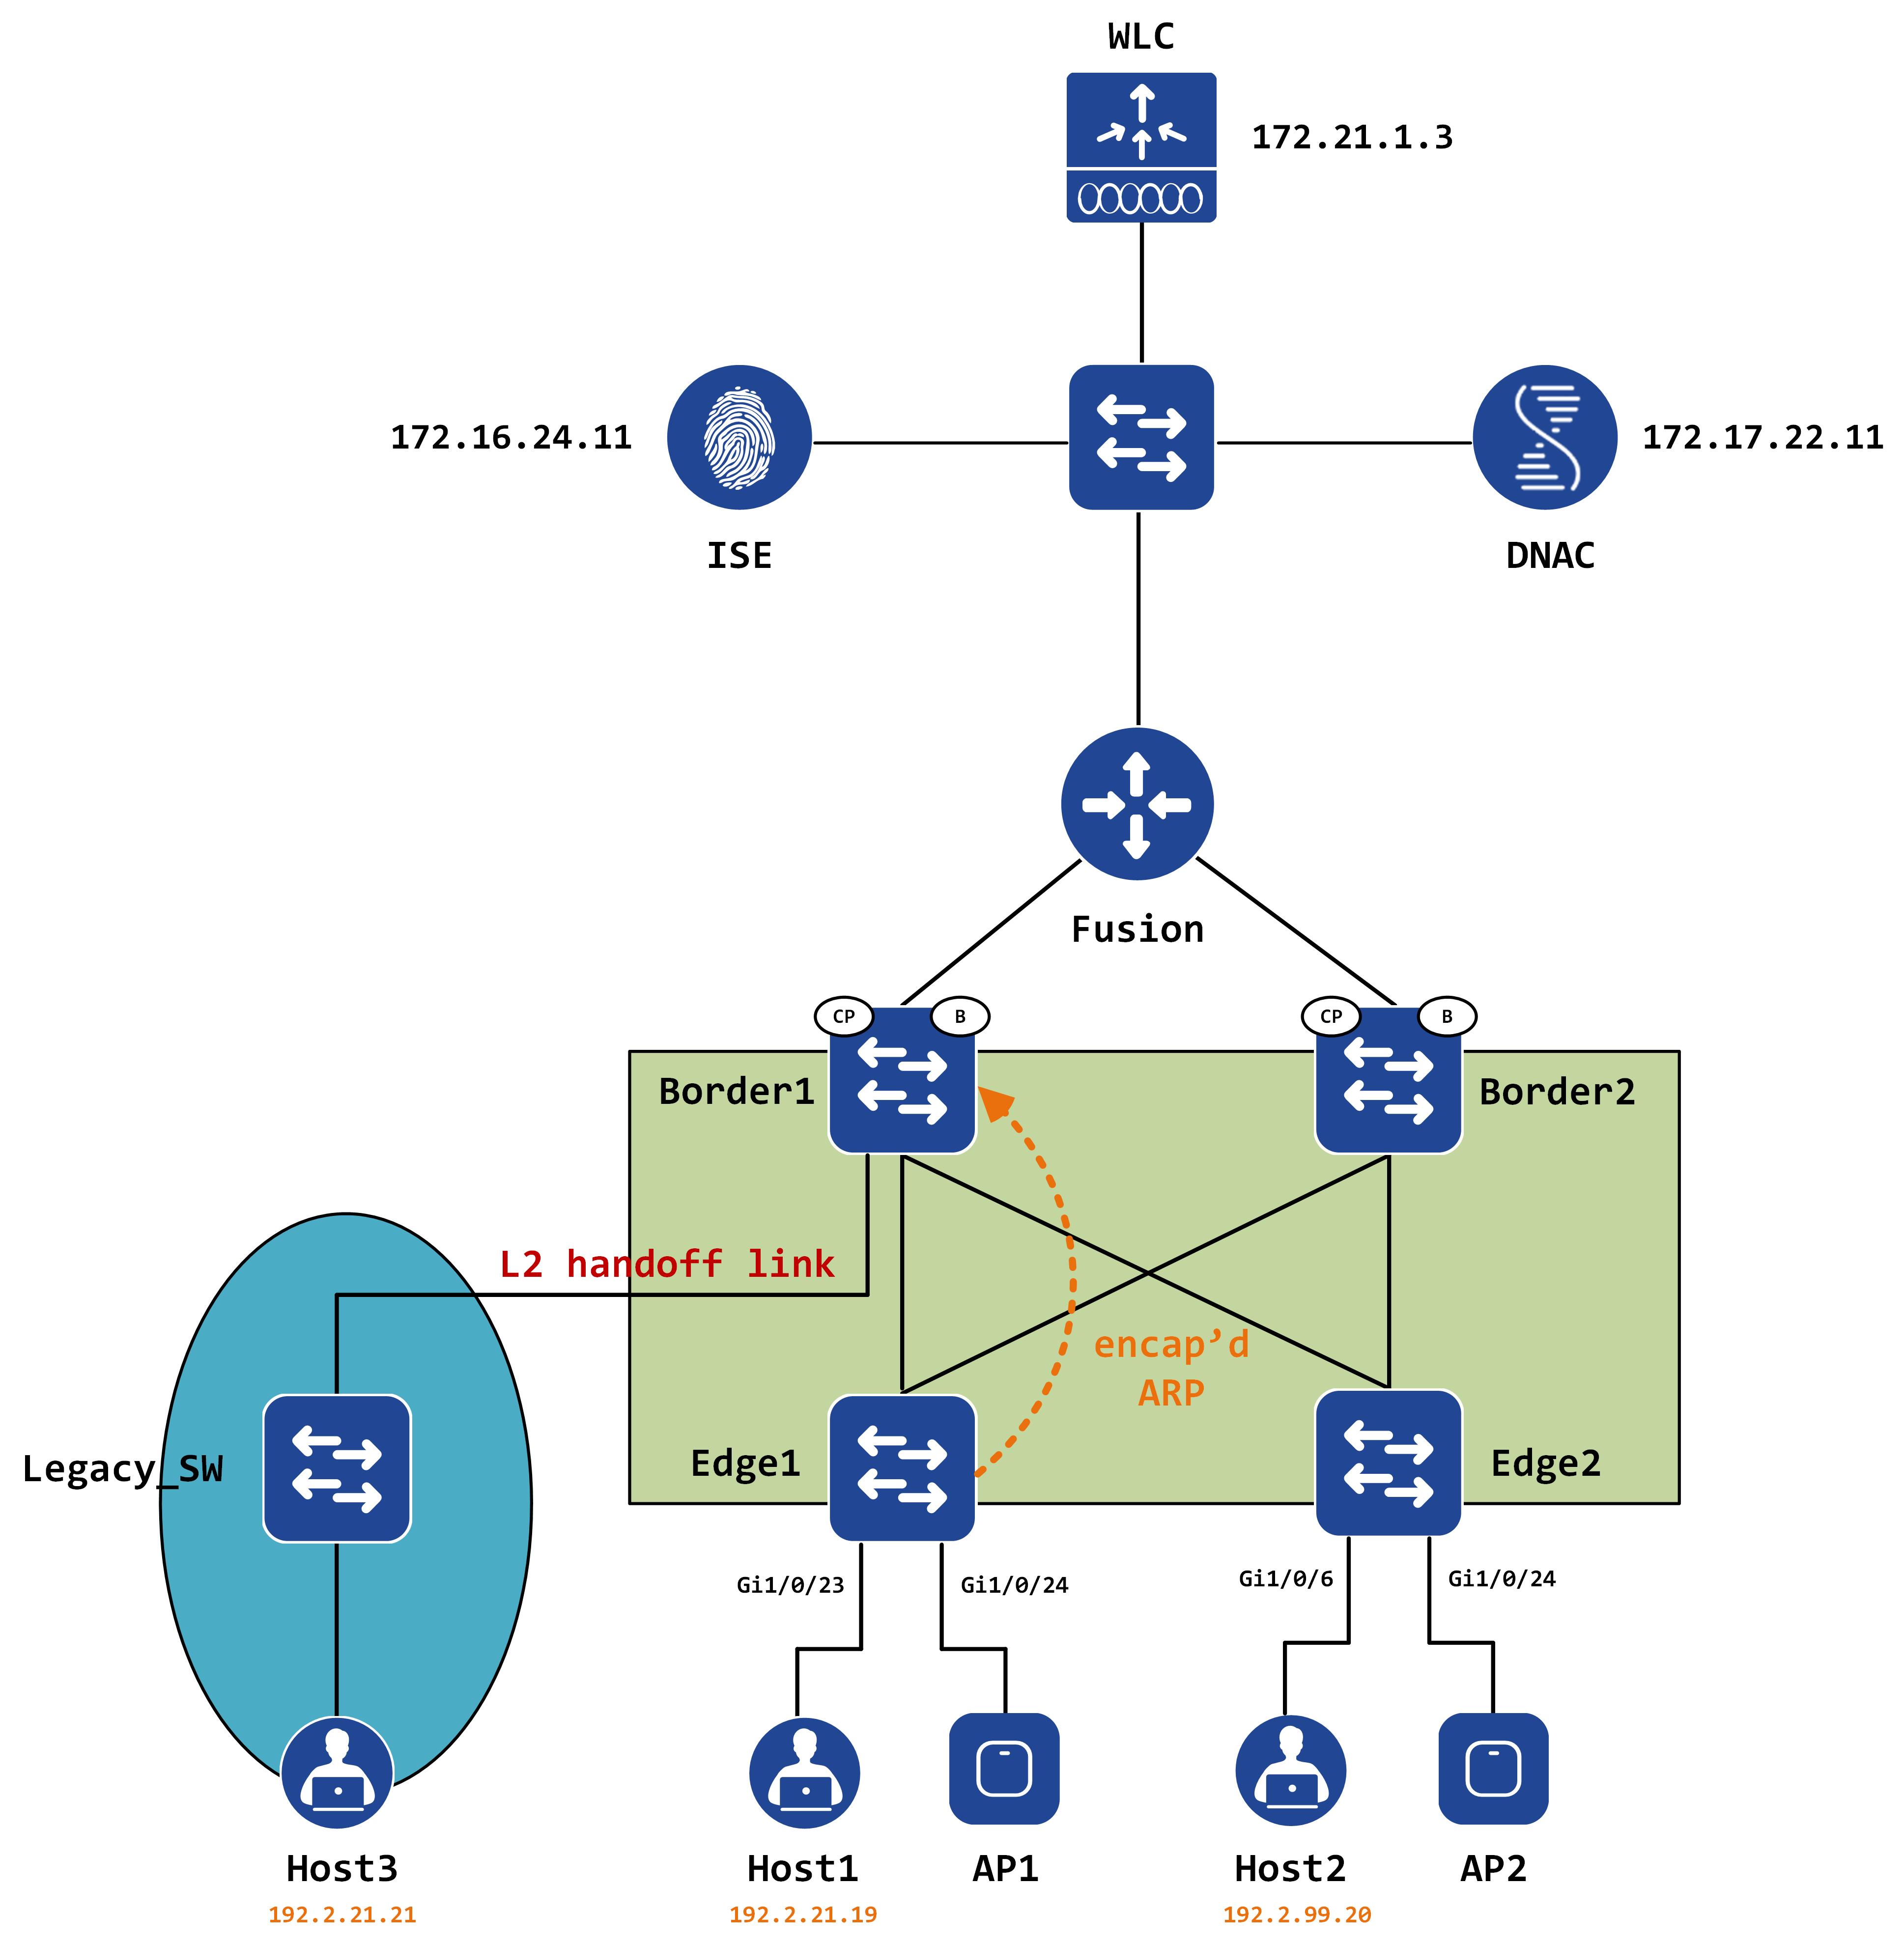 WLC
172.21.1.3
172.16.24.11
172.17.22.11
ISE
DNAC
Fusion
CP
B
CP
B
Border1
Border2
L2 handoff link
encap’d
ARP
Legacy_SW
Edge1
Edge2
Gi1/0/23
Gi1/0/24
Gi1/0/6
Gi1/0/24
Host3
Host1
AP1
Host2
AP2
192.2.21.21
192.2.21.19
192.2.99.20